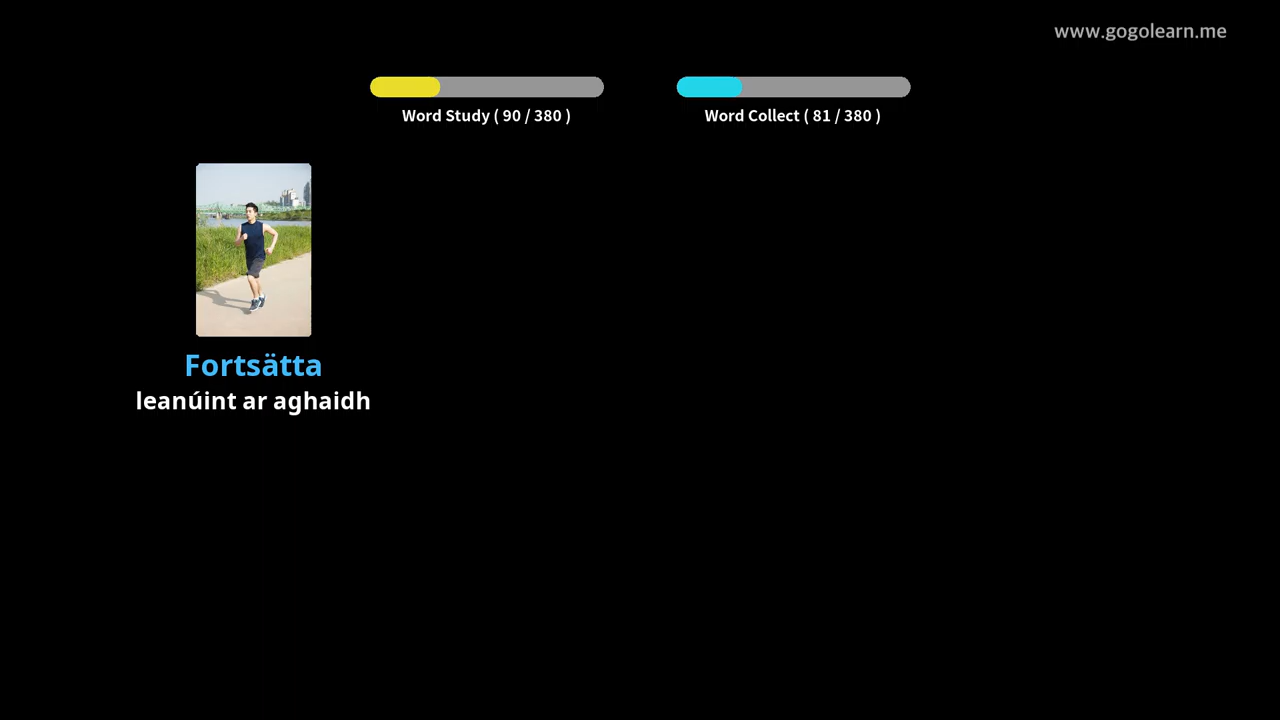 www.gogolearn.me
Word Study ( 90 / 380 )
Word Collect ( 81 / 380 )
Fortsätta
leanúint ar aghaidh